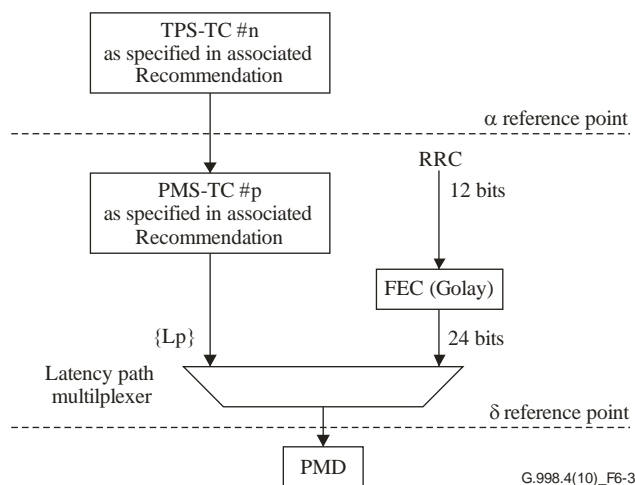 TPS-TC #n
as specified in associated
Recommendation
α reference point
RRC
12 bits
PMS-TC #p
as specified in associated
Recommendation
FEC (Golay)
{Lp}
24 bits
Latency path
multilplexer
δ reference point
PMD
G.998.4(10)_F6-3